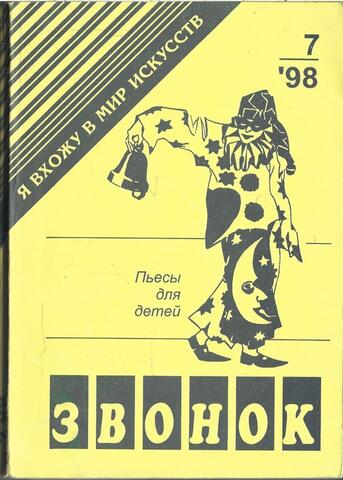 Я ВХОЖУ В МИР ИСКУССТВ
7
'98
Пьесы
для
детей
ЗВОНОК